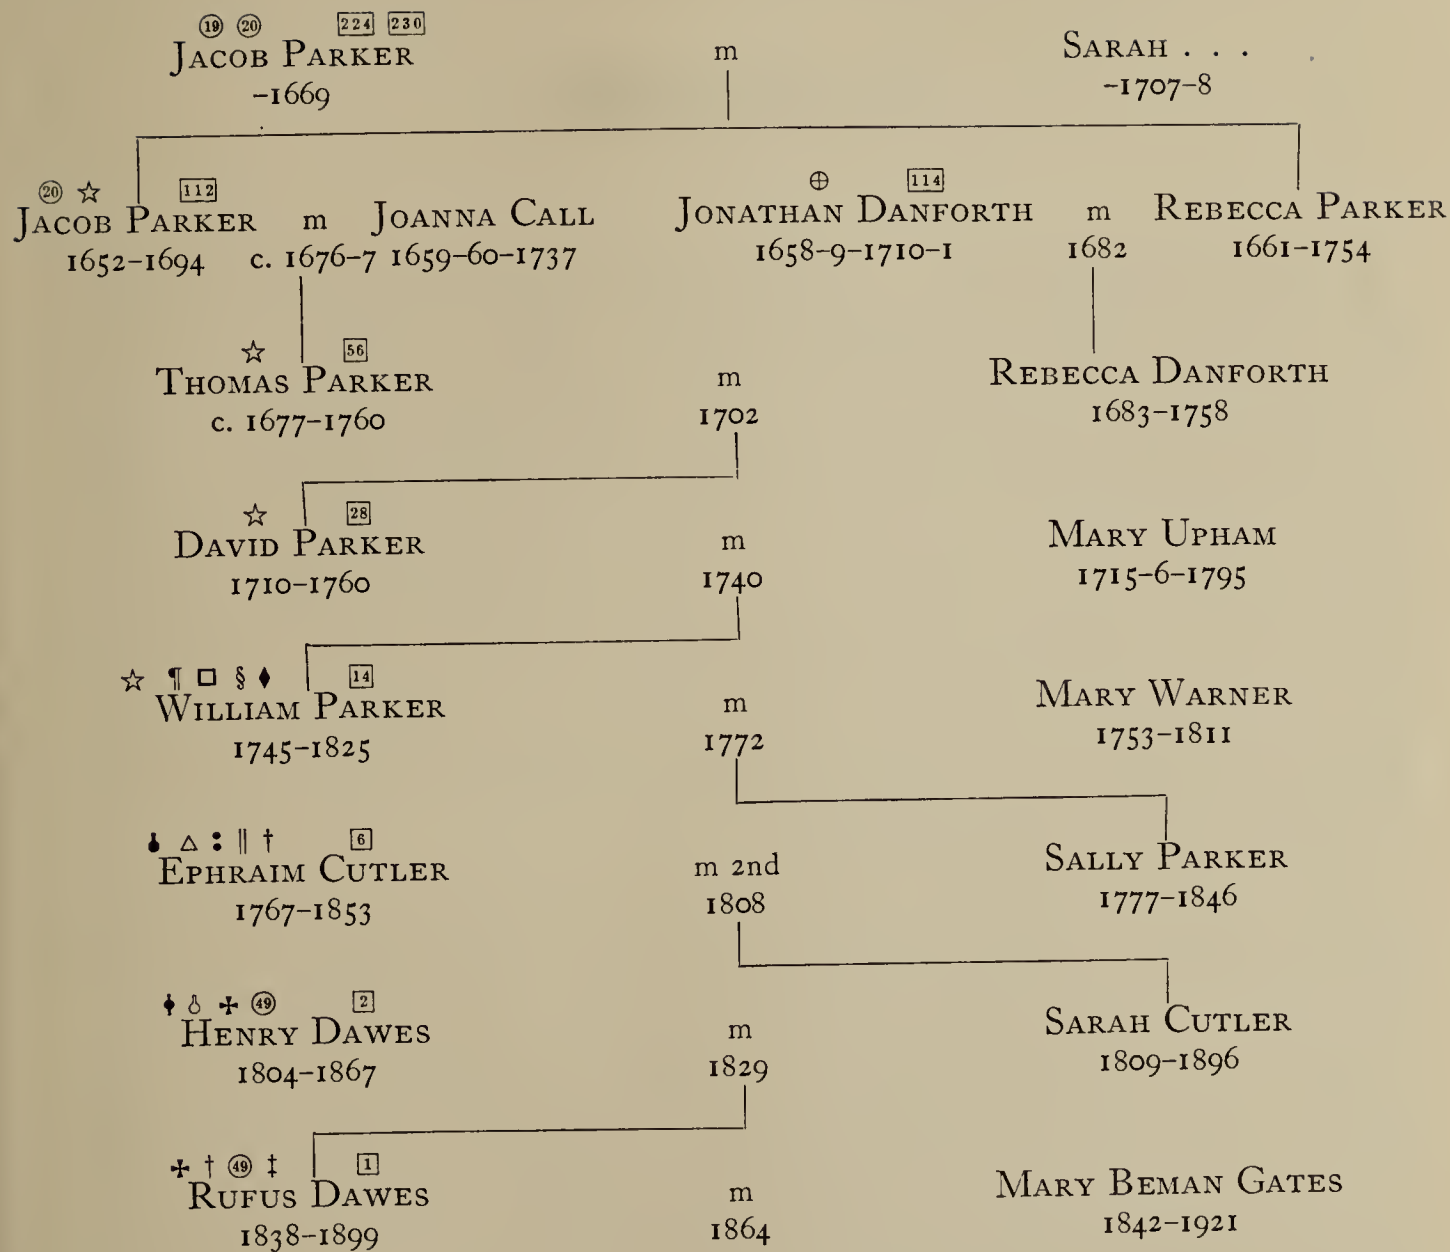 ⑲ ⑳ 224 230
Jacob Parker m Sarah . . .
-1669 -1707-8
⑳ ☆ 112 ⊕ 114
Jacob Parker m Joanna Call Jonathan Danforth m Rebecca Parker
1652-1694 c. 1676-7 1659-60-1737 1658-9-1710-1 1682 1661-1754
☆ 56
Thomas Parker m Rebecca Danforth
c. 1677-1760 1702 1683-1758
☆ 28
David Parker m Mary Upham
1710-1760 1740 1715-6-1795
☆ ¶ □ § ♦ 14
William Parker m Mary Warner
1745-1825 1772 1753-1811
△ : ‖ † 6
Ephraim Cutler m 2nd Sally Parker
1767-1853 1808 1777-1846
✠ ㊾ 2
Henry Dawes m Sarah Cutler
1804-1867 1829 1809-1896
✠ † ㊾ ‡ 1
Rufus Dawes m Mary Beman Gates
1838-1899 1864 1842-1921